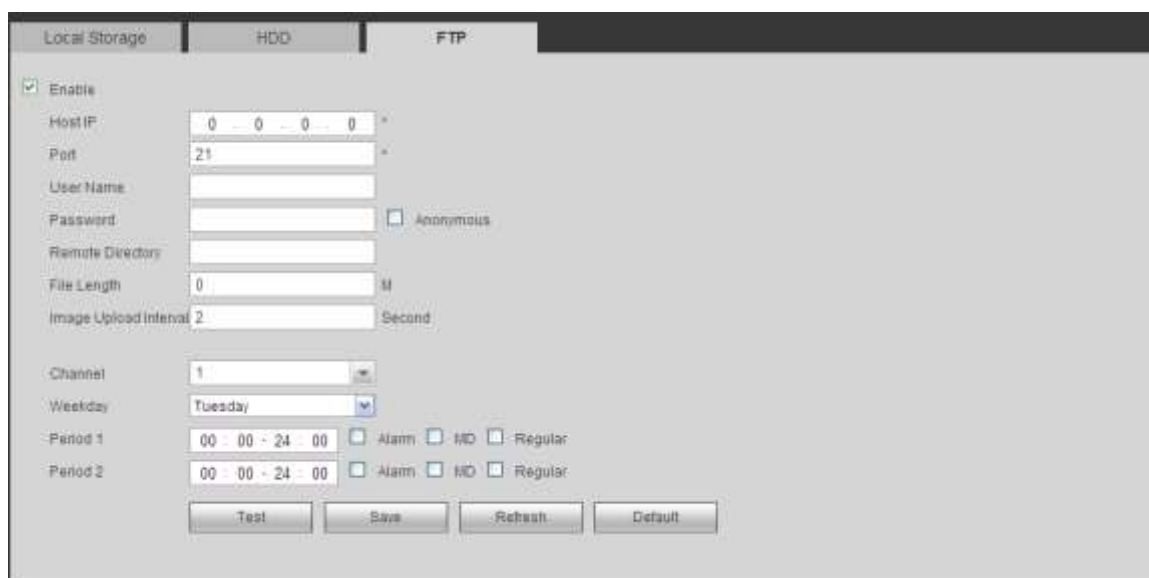 Local Storage HDD FTP
Enable
Host IP 0 . 0 . 0 . 0 *
Port 21 *
User Name
Password Anonymous
Remote Directory
File Length 0 M
Image Upload Interval 2 Second
Channel 1
Weekday Tuesday
Period 1 00 : 00 - 24 : 00 Alarm MD Regular
Period 2 00 : 00 - 24 : 00 Alarm MD Regular
Test Save Refresh Default